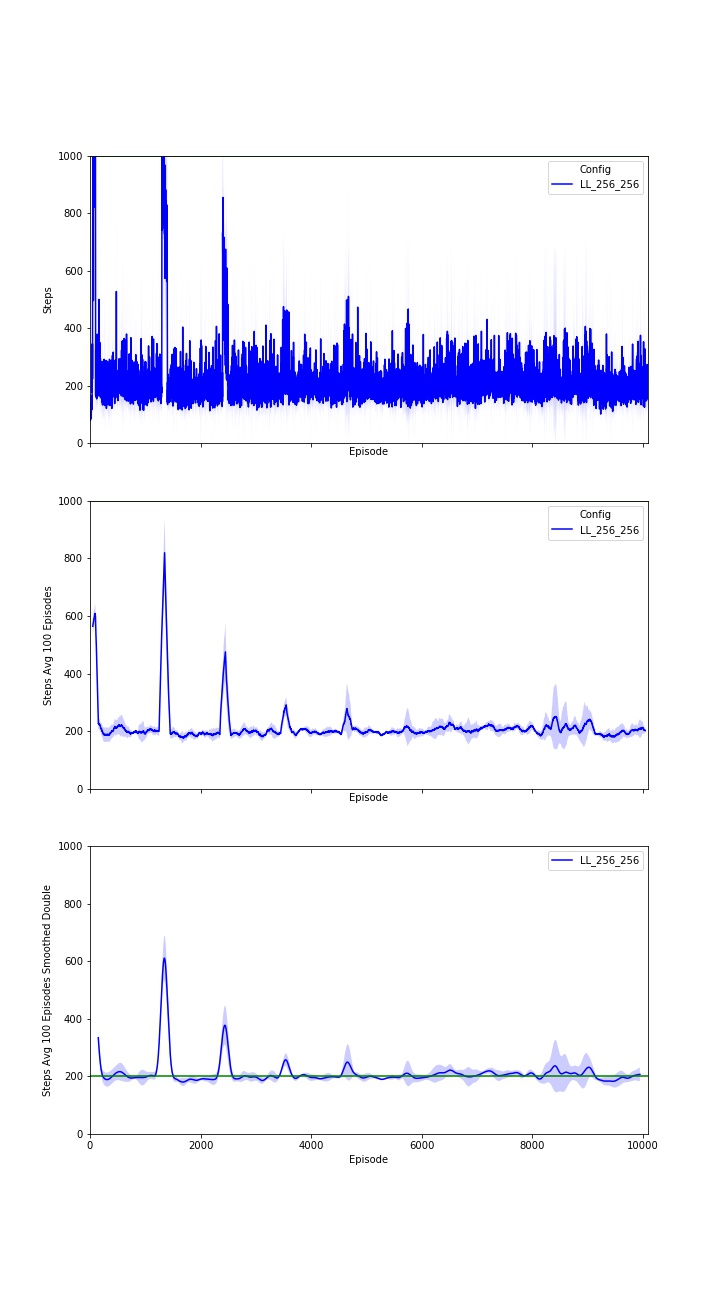 1000
800
600
400
200
0
Steps
Config
LL_256_256
Episode
1000
800
600
400
200
0
Steps Avg 100 Episodes
Config
LL_256_256
Episode
1000
800
600
400
200
0
Steps Avg 100 Episodes Smoothed Double
LL_256_256
0 2000 4000 6000 8000 10000
Episode